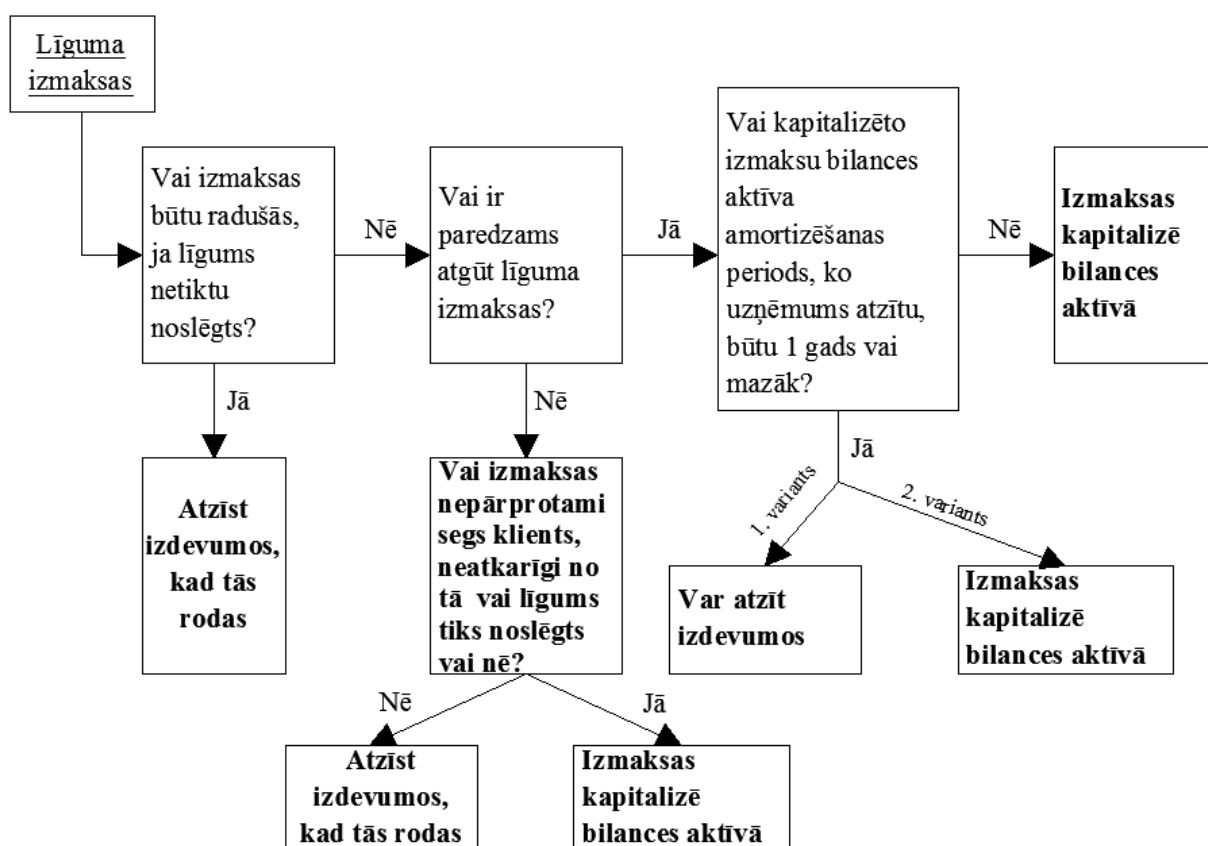 Līguma
izmaksas
Vai izmaksas
būtu radušās,
ja līgums
netiktu
noslēgts?
Nē
Vai ir
paredzams
atgūt līguma
izmaksas?
Jā
Vai kapitalizēto
izmaksu bilances
aktīva
amortizēšanas
periods, ko
uzņēmums atzītu,
būtu 1 gads vai
mazāk?
Nē
Izmaksas
kapitalizē
bilances
aktīvā
Jā
Nē
Jā
Atzīst
izdevumos,
kad tās
rodas
Vai izmaksas
nepārprotami
segs klients,
neatkarīgi no
tā vai līgums
tiks noslēgts
vai nē?
1. variants
2. variants
Var atzīt
izdevumos
Izmaksas
kapitalizē
bilances aktīvā
Nē
Jā
Atzīst
izdevumos,
kad tās rodas
Izmaksas
kapitalizē
bilances aktīvā